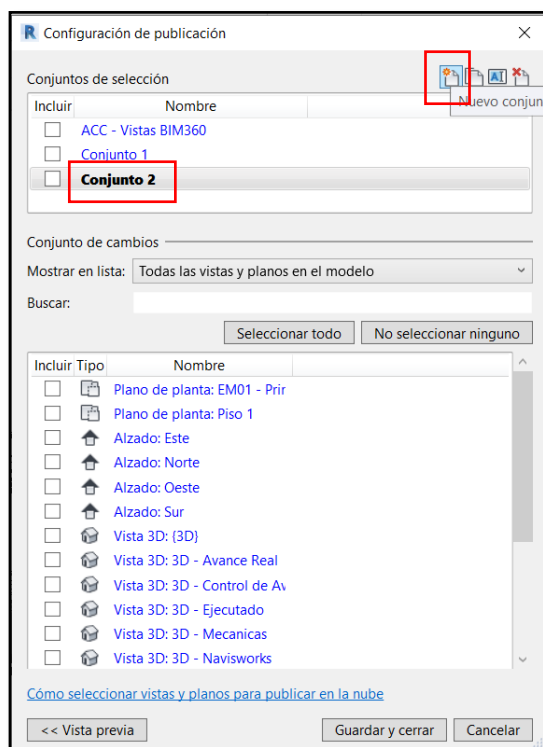 R Configuración de publicación
Conjuntos de selección
Incluir Nombre
Nuevo conjun
ACC - Vistas BIM360
Conjunto 1
Conjunto 2
Conjunto de cambios
Mostrar en lista: Todas las vistas y planos en el modelo
Buscar:
Seleccionar todo No seleccionar ninguno
Incluir Tipo Nombre
Plano de planta: EM01 - Prir
Plano de planta: Piso 1
Alzado: Este
Alzado: Norte
Alzado: Oeste
Alzado: Sur
Vista 3D: {3D}
Vista 3D: 3D - Avance Real
Vista 3D: 3D - Control de Av
Vista 3D: 3D - Ejecutado
Vista 3D: 3D - Mecanicas
Vista 3D: 3D - Navisworks
Cómo seleccionar vistas y planos para publicar en la nube
<< Vista previa Guardar y cerrar Cancelar